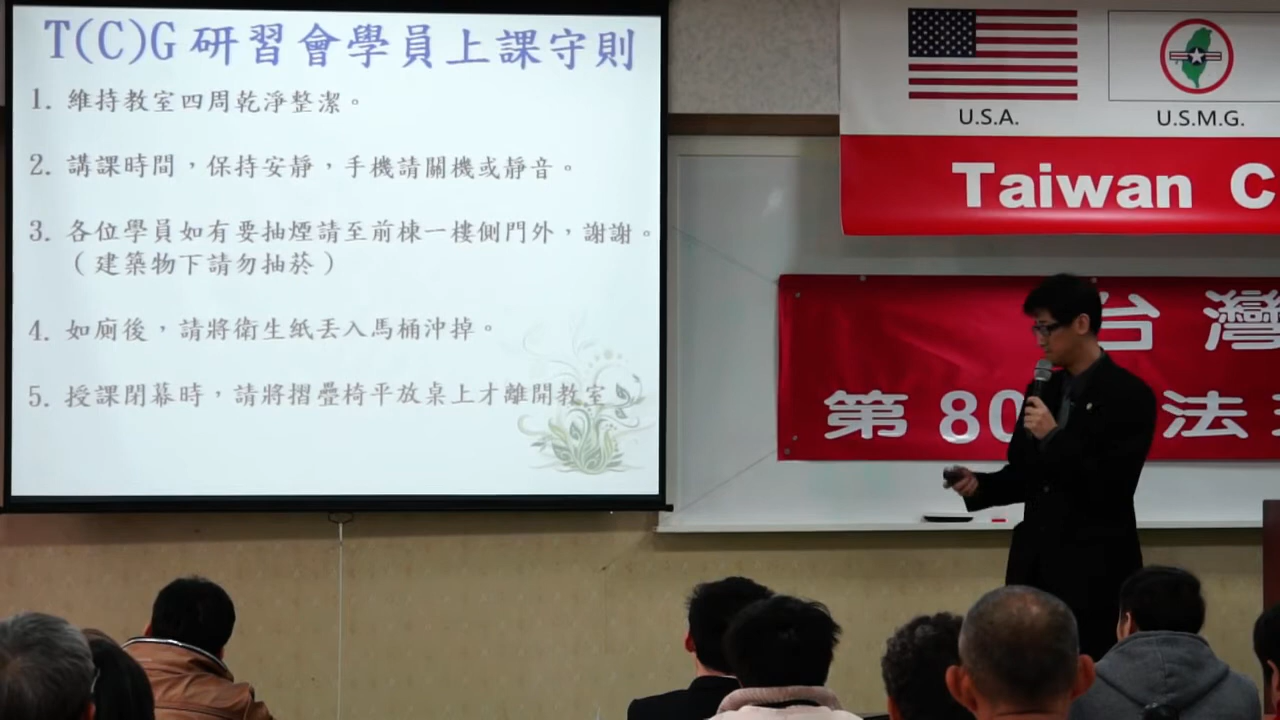 T(C)G 研習會學員上課守則
1. 維持教室四周乾淨整潔。
2. 講課時間，保持安靜，手機請關機或靜音。
3. 各位學員如有要抽煙請至前棟一樓側門外，謝謝。
（建築物下請勿抽菸）
4. 如廁後，請將衛生紙丟入馬桶沖掉。
5. 授課閉幕時，請將摺疊椅平放桌上才離開教室
U.S.A.
U.S.M.G.
Taiwan C
台灣
第 80 法